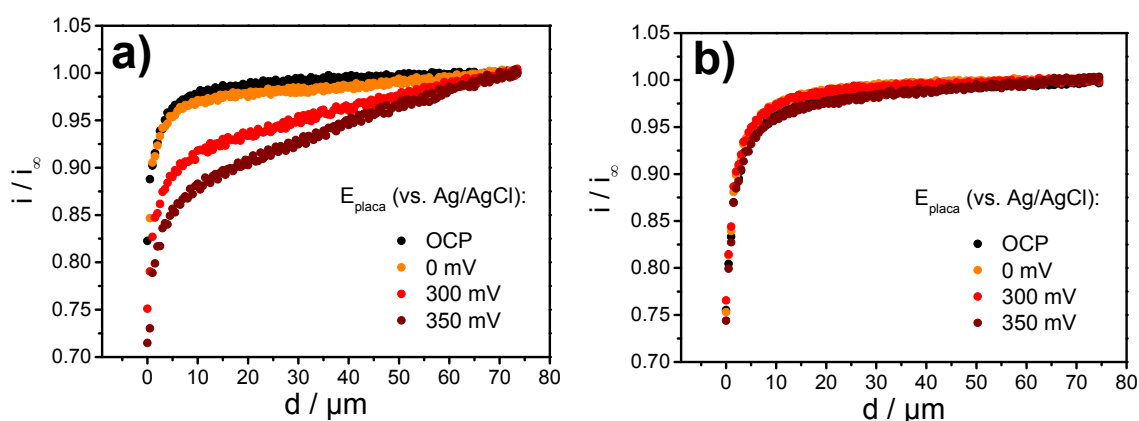 a)
i / i∞
1.05
1.00
0.95
0.90
0.85
0.80
0.75
0.70
E placa (vs. Ag/AgCl):
OCP
0 mV
300 mV
350 mV
0 10 20 30 40 50 60 70 80
d / µm
b)
i / i∞
1.05
1.00
0.95
0.90
0.85
0.80
0.75
0.70
E placa (vs. Ag/AgCl):
OCP
0 mV
300 mV
350 mV
0 10 20 30 40 50 60 70 80
d / µm